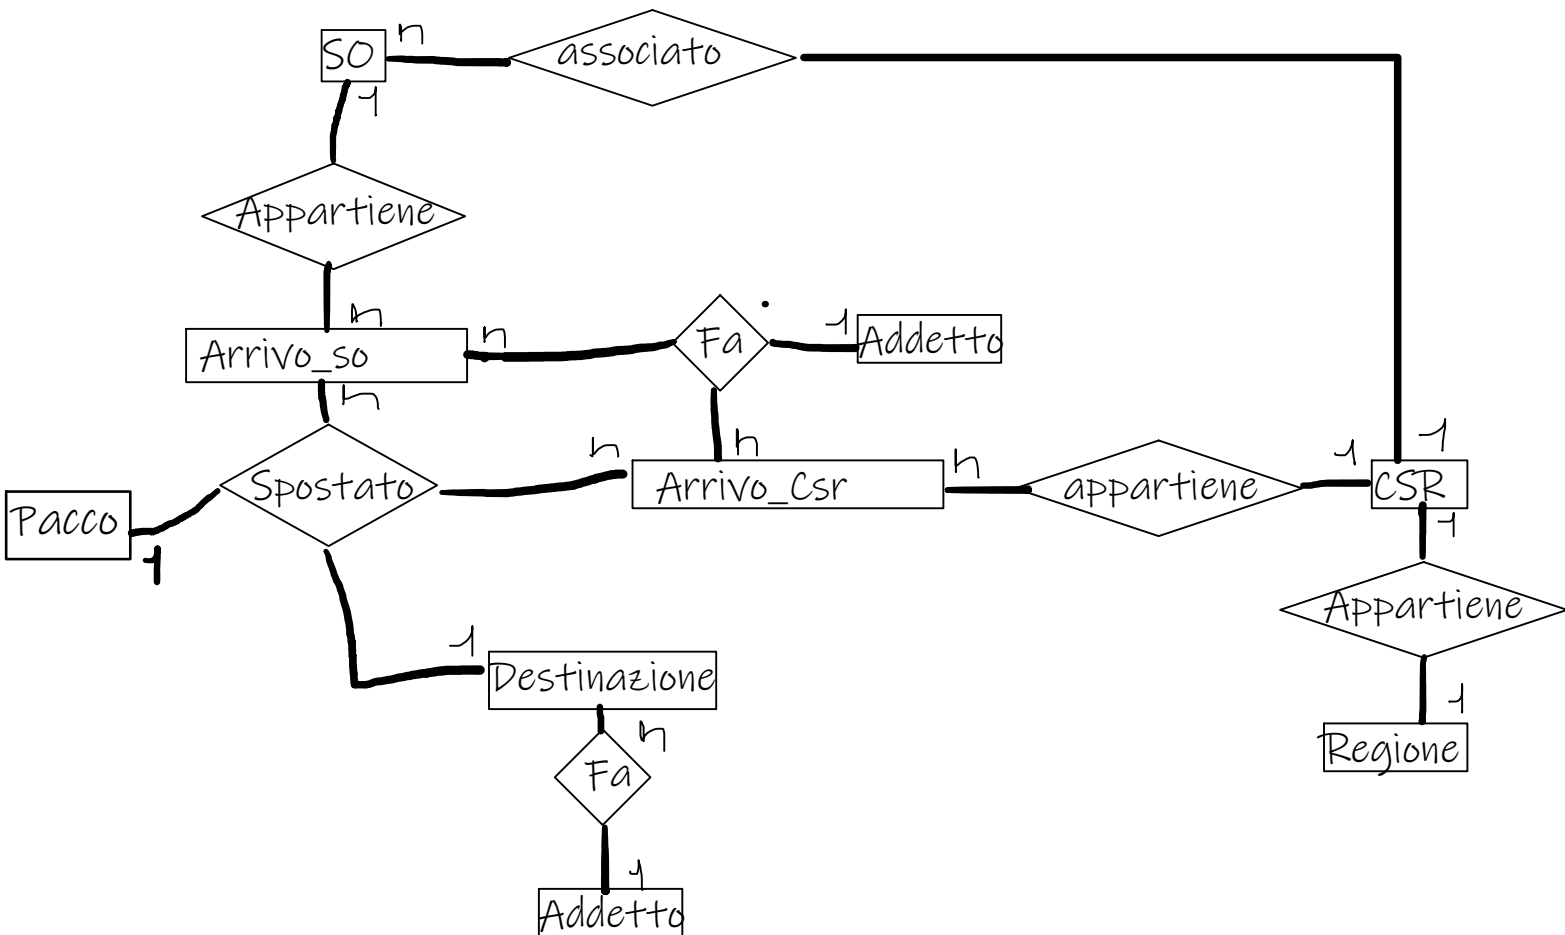 SO
n
associato
1
Appartiene
n
Arrivo_so
n
Fa
1
Addetto
n
n
n
Arrivo_Csr
n
appartiene
1
1
CSR
Spostato
Pacco
1
1
Appartiene
1
Destinazione
1
Regione
n
Fa
1
Addetto